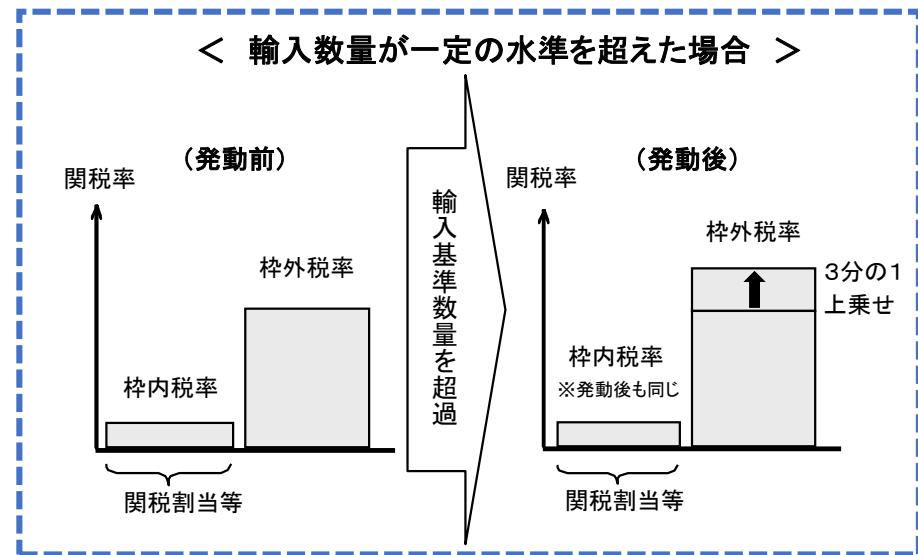 ＜ 輸入数量が一定の水準を超えた場合 ＞
（発動前）
関税率
枠外税率
枠内税率
関税割当等
輸入基準数量を超過
（発動後）
関税率
枠外税率
３分の１
上乗せ
枠内税率
※発動後も同じ
関税割当等